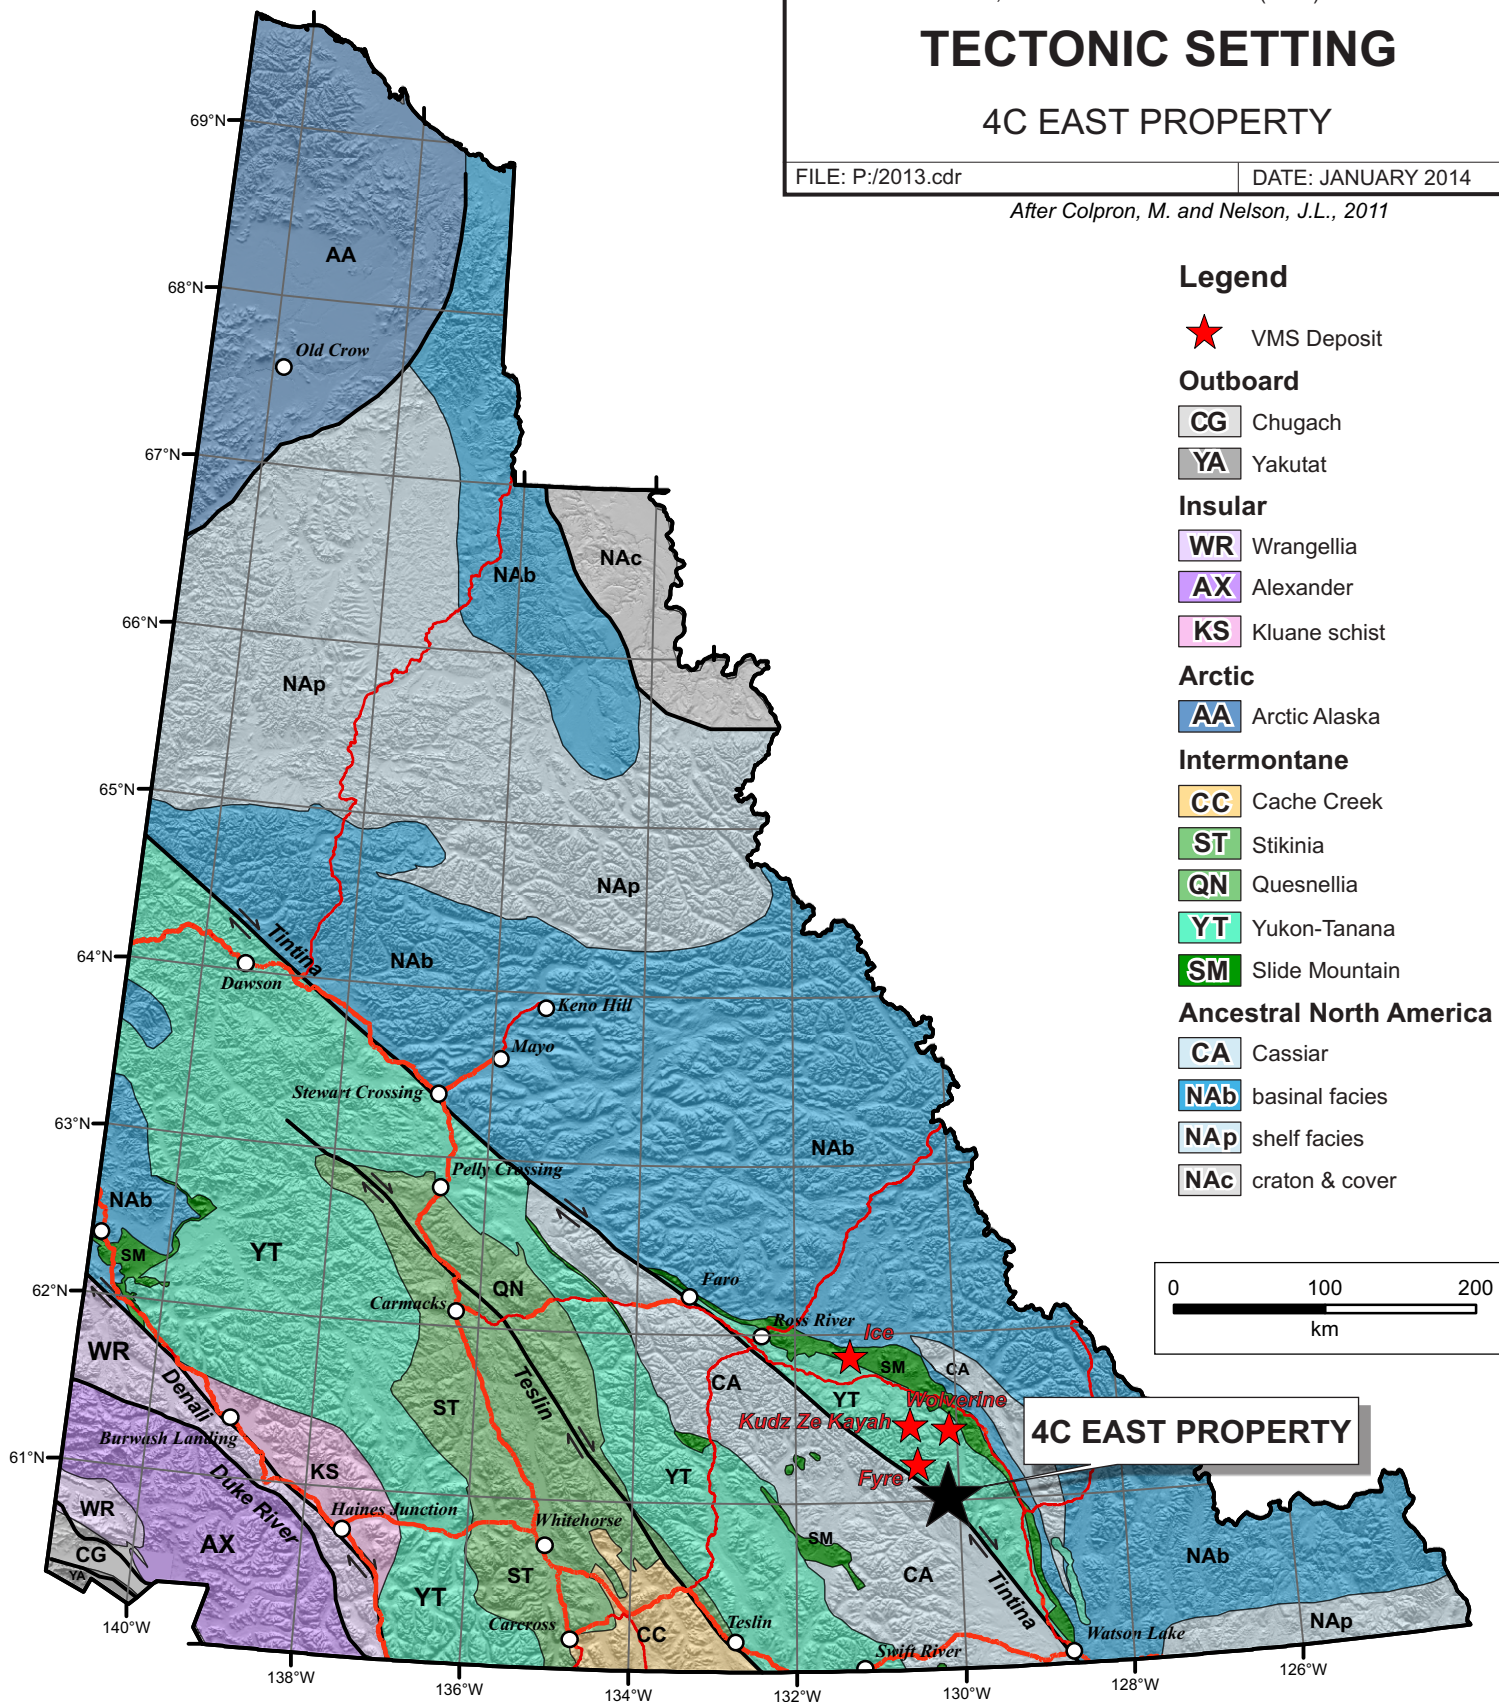 TECTONIC SETTING
4C EAST PROPERTY
FILE: P:/2013.cdr
DATE: JANUARY 2014
After Colpron, M. and Nelson, J.L., 2011
Legend
VMS Deposit
Outboard
CG Chugach
YA Yakutat
Insular
WR Wrangellia
AX Alexander
KS Kluane schist
Arctic
AA Arctic Alaska
Intermontane
CC Cache Creek
ST Stikinia
QN Quesnellia
YT Yukon-Tanana
SM Slide Mountain
Ancestral North America
CA Cassiar
NAb basinal facies
NAp shelf facies
NAc craton & cover
0 100 200
km
69°N
68°N
67°N
66°N
65°N
64°N
63°N
62°N
61°N
140°W
138°W
136°W
134°W
132°W
130°W
128°W
126°W
AA
Old Crow
NAc
NAb
NAp
NAp
Tintina
NAb
Dawson
Keno Hill
Mayo
Stewart Crossing
NAb
Pelly Crossing
NAb
SM
YT
QN
Faro
Carmacks
Ross River
Ice
WR
SM
CA
Denali
Teslin
CA
YT
Wolverine
ST
Kudz Ze Kayah
4C EAST PROPERTY
Burwash Landing
KS
Duke River
YT
Fyre
WR
Haines Junction
Whitehorse
AX
SM
CG
YA
ST
CA
NAb
YT
Tintina
Carcross
CC
Teslin
Swift River
Watson Lake
NAp